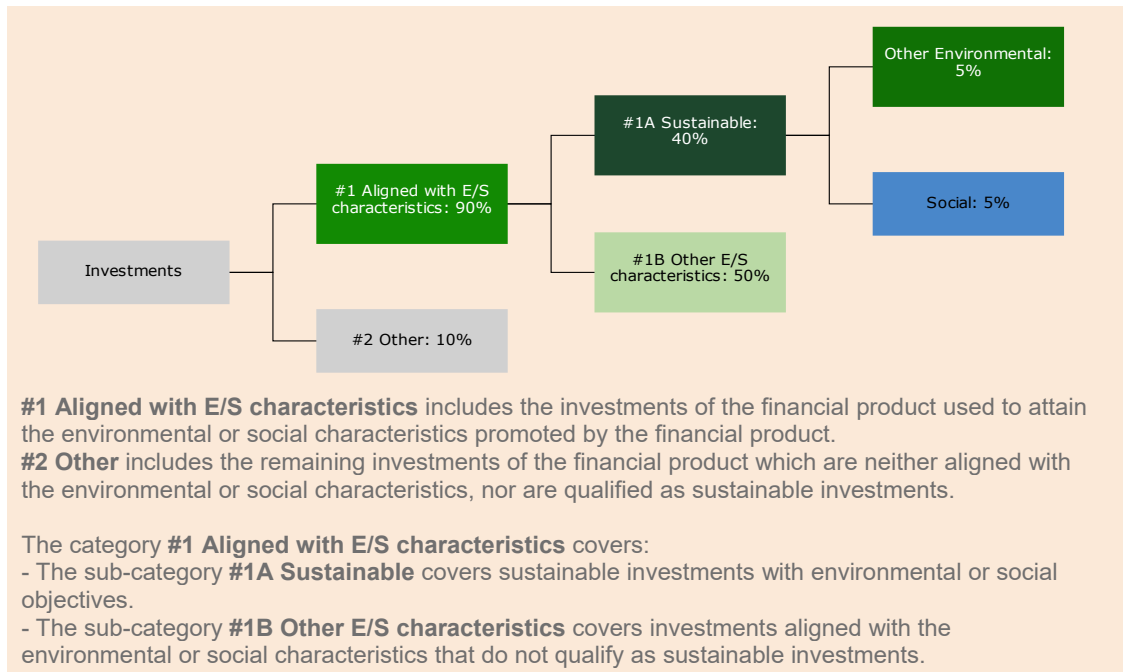 Other Environmental:
5%
#1A Sustainable:
40%
#1 Aligned with E/S
characteristics: 90%
Social: 5%
Investments
#1B Other E/S
characteristics: 50%
#2 Other: 10%
#1 Aligned with E/S characteristics includes the investments of the financial product used to attain
the environmental or social characteristics promoted by the financial product.
#2 Other includes the remaining investments of the financial product which are neither aligned with
the environmental or social characteristics, nor are qualified as sustainable investments.
The category #1 Aligned with E/S characteristics covers:
- The sub-category #1A Sustainable covers sustainable investments with environmental or social
objectives.
- The sub-category #1B Other E/S characteristics covers investments aligned with the
environmental or social characteristics that do not qualify as sustainable investments.